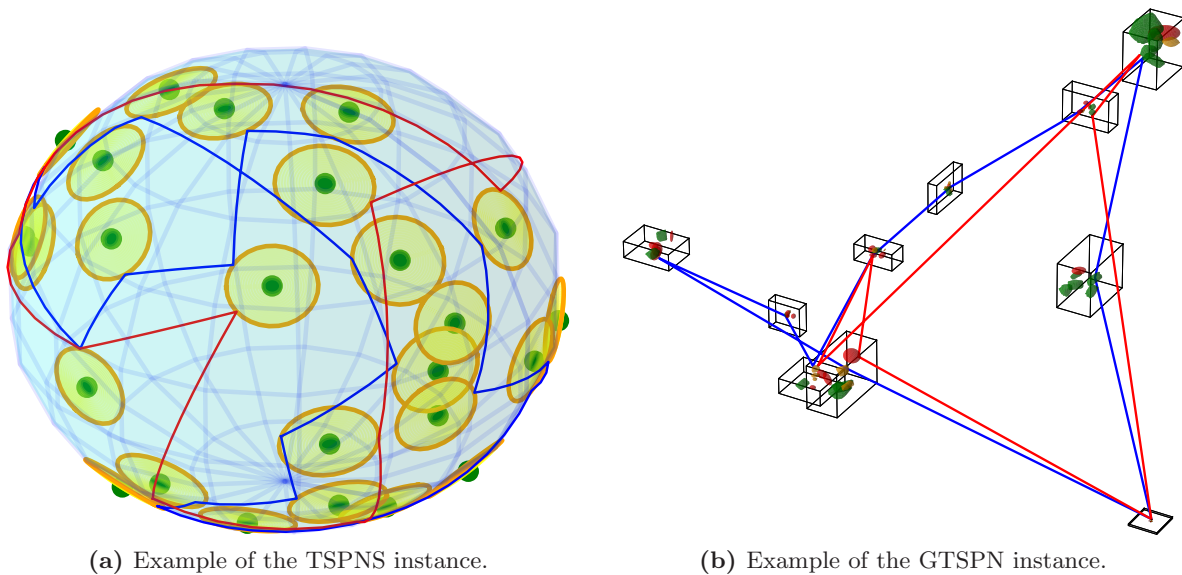 (a) Example of the TSPNS instance.
(b) Example of the GTSPN instance.